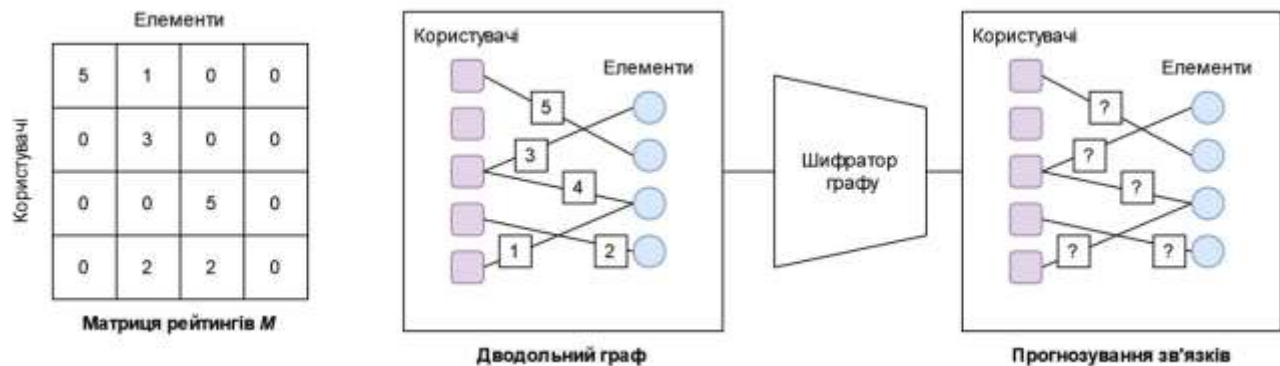 Елементи
Користувачі
5 1 0 0
0 3 0 0
0 0 5 0
0 2 2 0
Матриця рейтингів M
Користувачі
Елементи
5
3
4
1
2
Дводольний граф
Шифратор
графу
Користувачі
Елементи
?
?
?
?
?
Прогнозування зв'язків